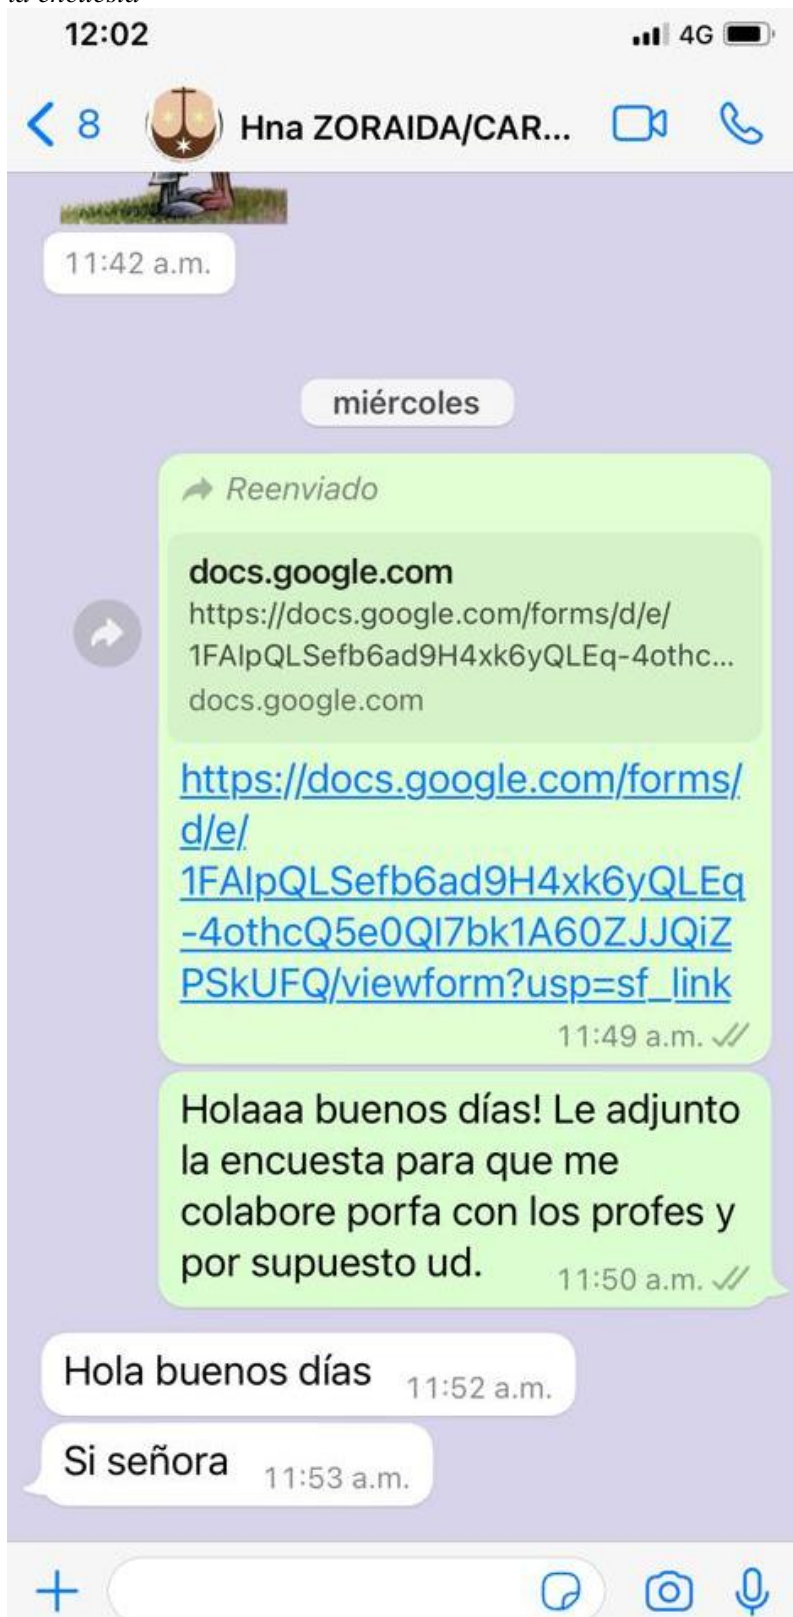 la encuesta
12:02
4G
8
Hna ZORAIDA/CAR...
11:42 a.m.
miércoles
Reenviado
docs.google.com
https://docs.google.com/forms/d/e/
1FAIpQLSefb6ad9H4xk6yQLEq-4othc...
docs.google.com
https://docs.google.com/forms/
d/e/
1FAIpQLSefb6ad9H4xk6yQLEq
-4othcQ5e0QI7bk1A60ZJJQiZ
PSkUFQ/viewform?usp=sf_link
11:49 a.m.
Holaaa buenos días! Le adjunto
la encuesta para que me
colabore porfa con los profes y
por supuesto ud.
11:50 a.m.
Hola buenos días
11:52 a.m.
Si señora
11:53 a.m.